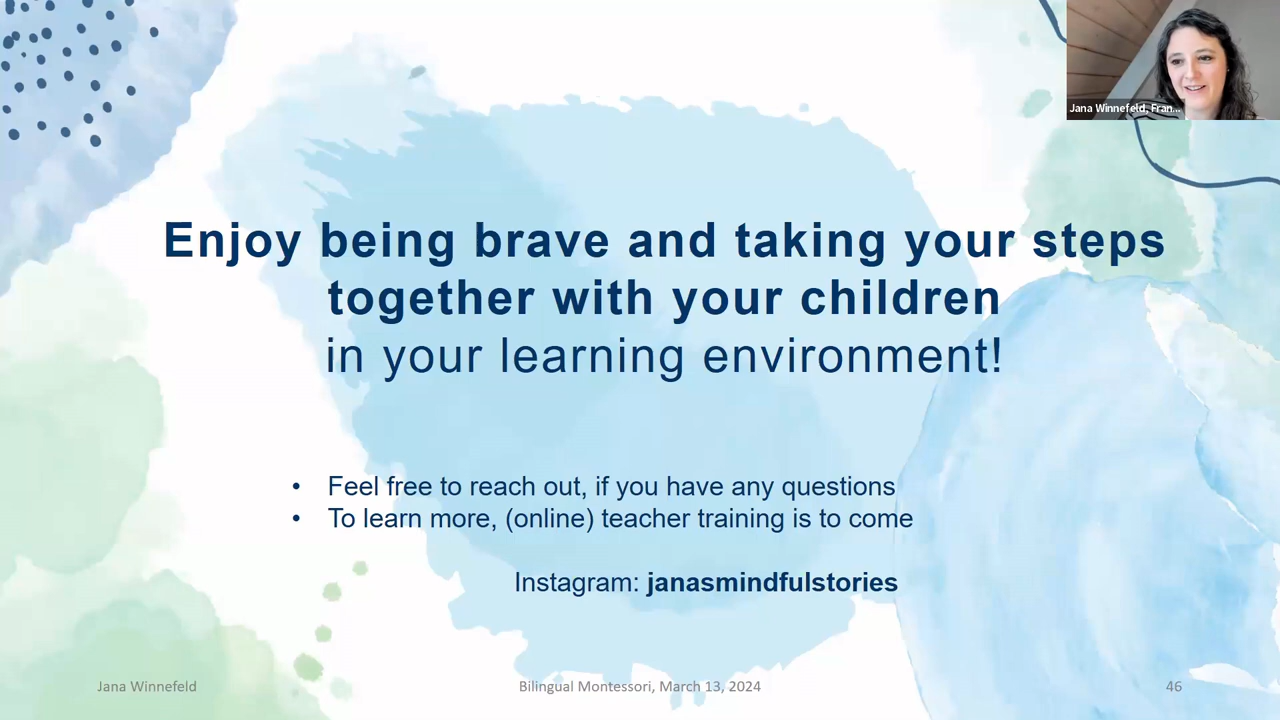 Jana Winnefeld, Fran...
Enjoy being brave and taking your steps
together with your children
in your learning environment!
• Feel free to reach out, if you have any questions
• To learn more, (online) teacher training is to come
Instagram: janasmindfulstories
Jana Winnefeld
Bilingual Montessori, March 13, 2024
46